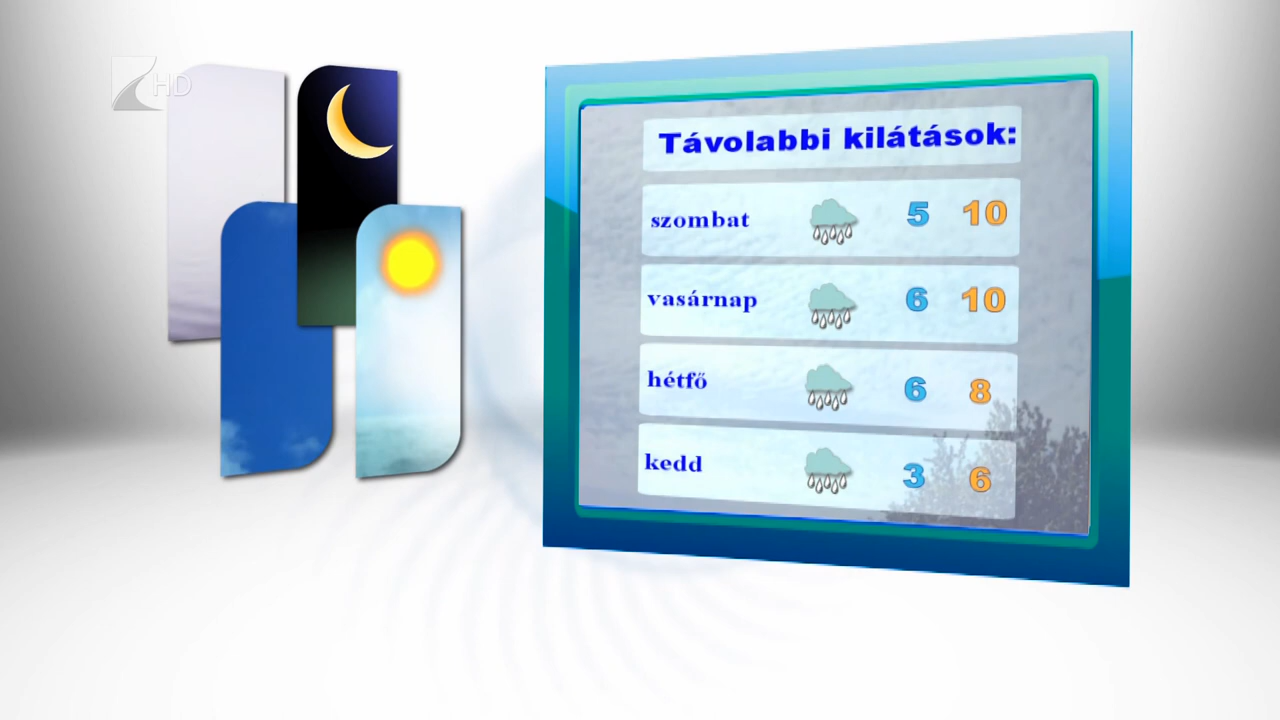 HD
Távolabbi kilátások:
szombat 5 10
vasárnap 6 10
hétfő 6 8
kedd 3 6